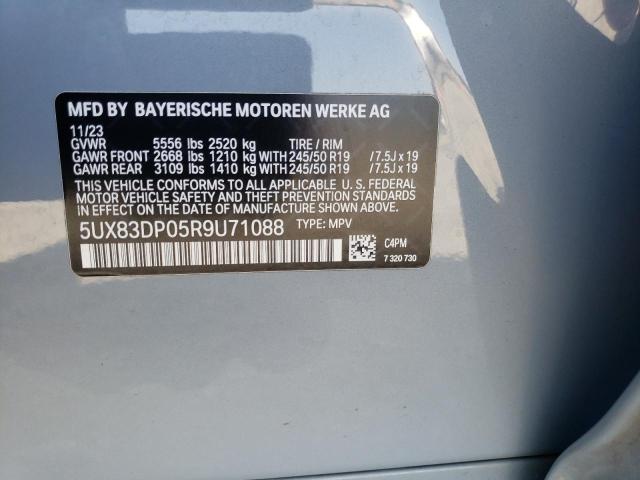 MFD BY BAYERISCHE MOTOREN WERKE AG
11/23
GVWR 5556 lbs 2520 kg TIRE / RIM
GAWR FRONT 2668 lbs 1210 kg WITH 245/50 R19 / 7.5J x 19
GAWR REAR 3109 lbs 1410 kg WITH 245/50 R19 / 7.5J x 19
THIS VEHICLE CONFORMS TO ALL APPLICABLE U. S. FEDERAL
MOTOR VEHICLE SAFETY AND THEFT PREVENTION STANDARDS
IN EFFECT ON THE DATE OF MANUFACTURE SHOWN ABOVE.
5UX83DP05R9U71088 TYPE: MPV
C4PM
7 320 730